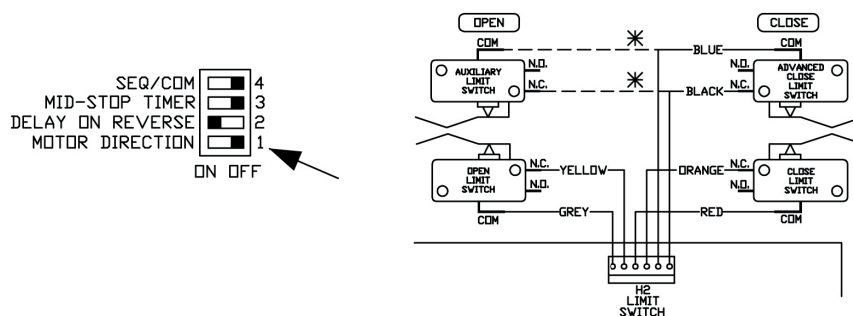 SEQ/COM 4
MID-STOP TIMER 3
DELAY ON REVERSE 2
MOTOR DIRECTION 1
ON OFF
OPEN
CLOSE
COM
COM
BLUE
N.O.
N.O.
AUXILIARY
LIMIT
SWITCH
ADVANCED
CLOSE
LIMIT
SWITCH
N.C.
BLACK
N.C.
OPEN
LIMIT
SWITCH
N.C.
YELLOW
ORANGE
N.C.
CLOSE
LIMIT
SWITCH
N.O.
N.O.
GREY
RED
COM
COM
H2
LIMIT
SWITCH